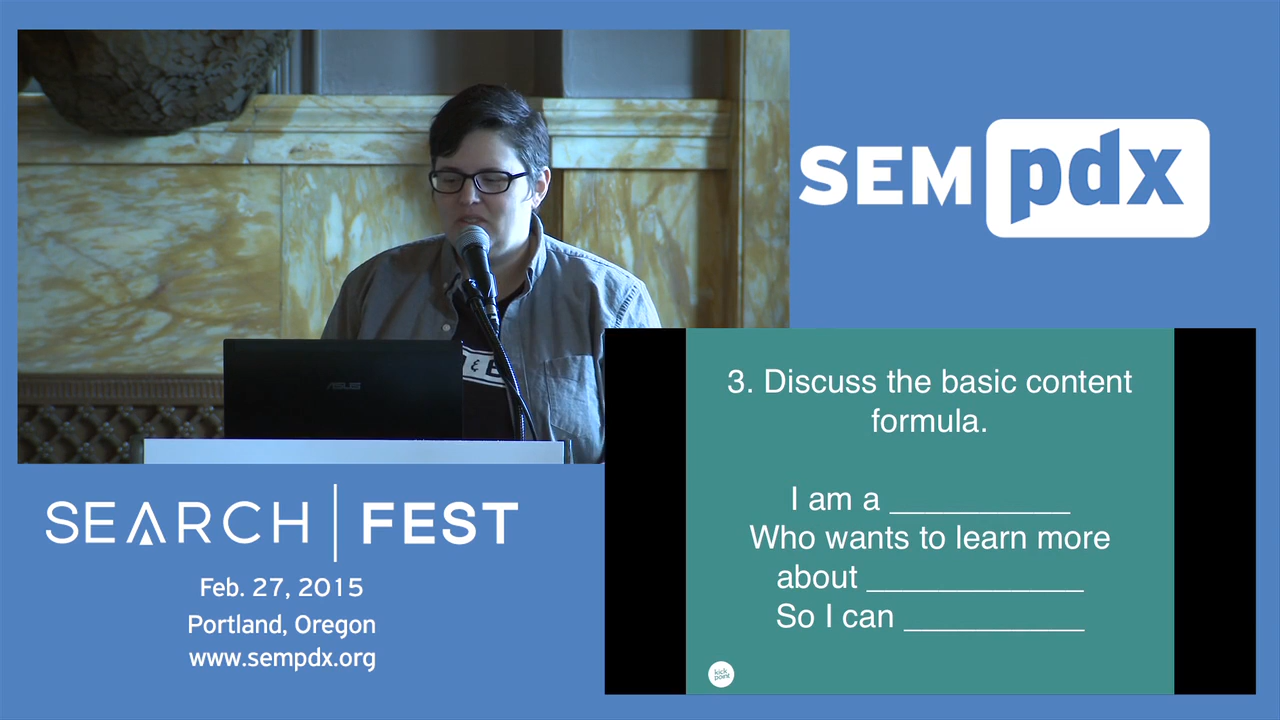 SEM pdx
ASUS
& B
3. Discuss the basic content
formula.
I am a __________
Who wants to learn more
about ____________
So I can __________
kick
point
SEARCH | FEST
Feb. 27, 2015
Portland, Oregon
www.sempdx.org